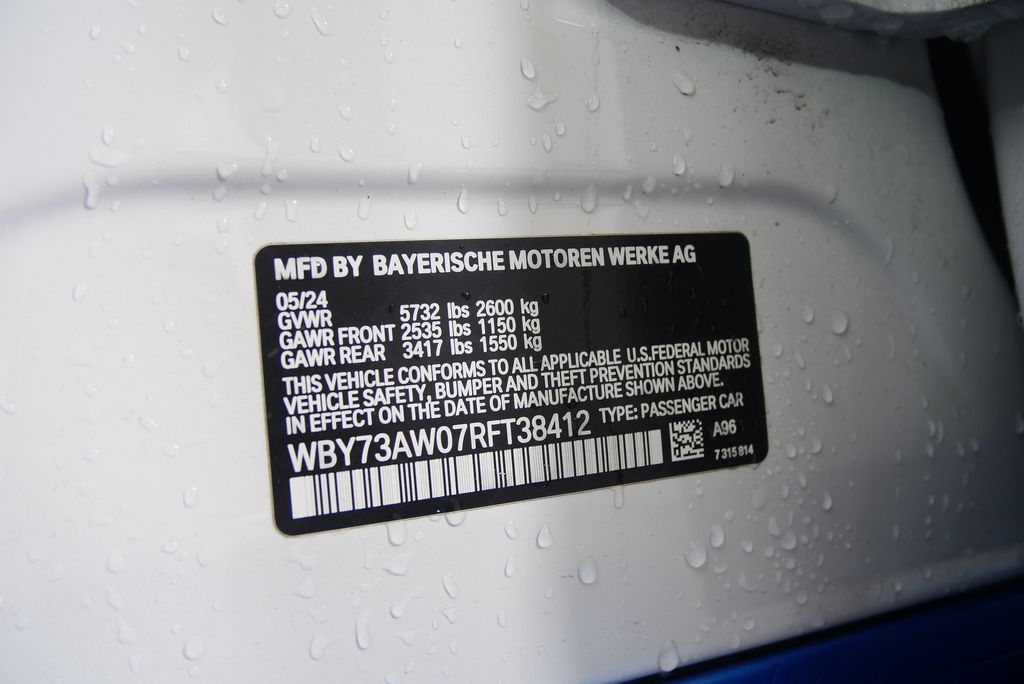 MFD BY BAYERISCHE MOTOREN WERKE AG
05/24
GVWR 5732 lbs 2600 kg
GAWR FRONT 2535 lbs 1150 kg
GAWR REAR 3417 lbs 1550 kg
THIS VEHICLE CONFORMS TO ALL APPLICABLE U.S.FEDERAL MOTOR
VEHICLE SAFETY, BUMPER AND THEFT PREVENTION STANDARDS
IN EFFECT ON THE DATE OF MANUFACTURE SHOWN ABOVE.
WBY73AW07RFT38412 TYPE: PASSENGER CAR
A96
7 315 814